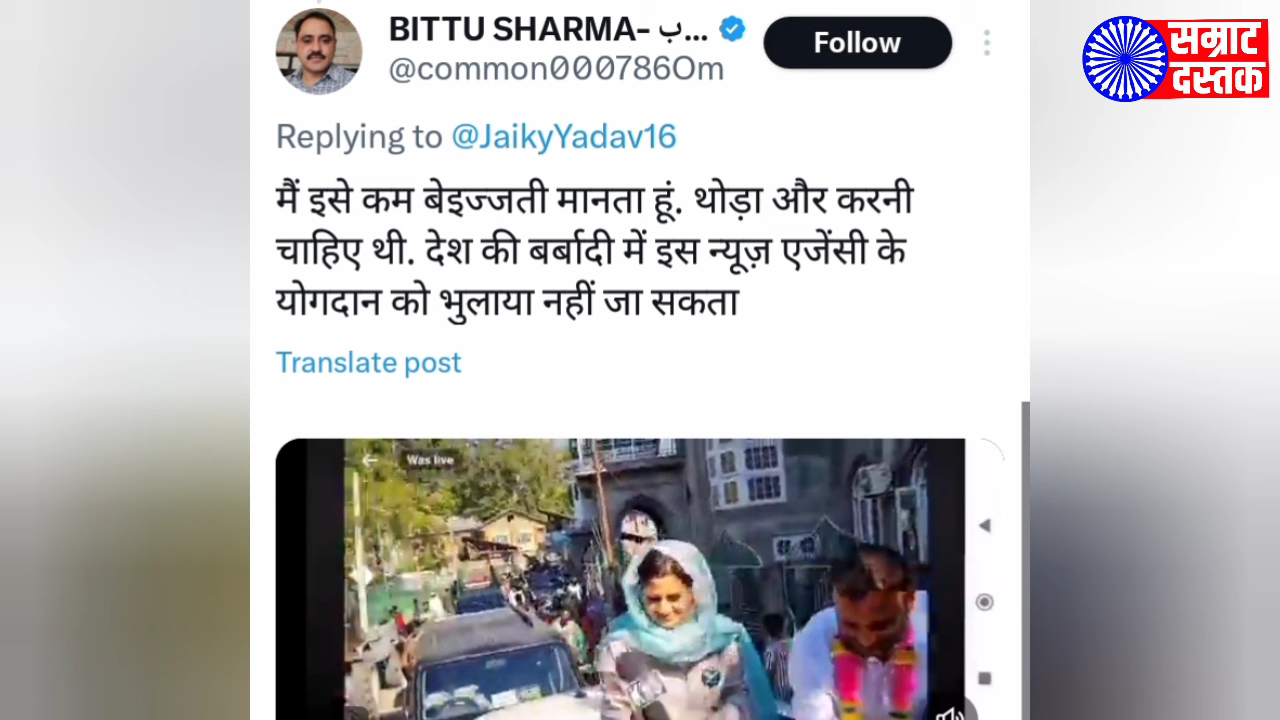 BITTU SHARMA- ب...
Follow
@common000786Om
सम्राट
दस्तक
Replying to @JaikyYadav16
मैं इसे कम बेइज्जती मानता हूं. थोड़ा और करनी
चाहिए थी. देश की बर्बादी में इस न्यूज़ एजेंसी के
योगदान को भुलाया नहीं जा सकता
Translate post
Was live